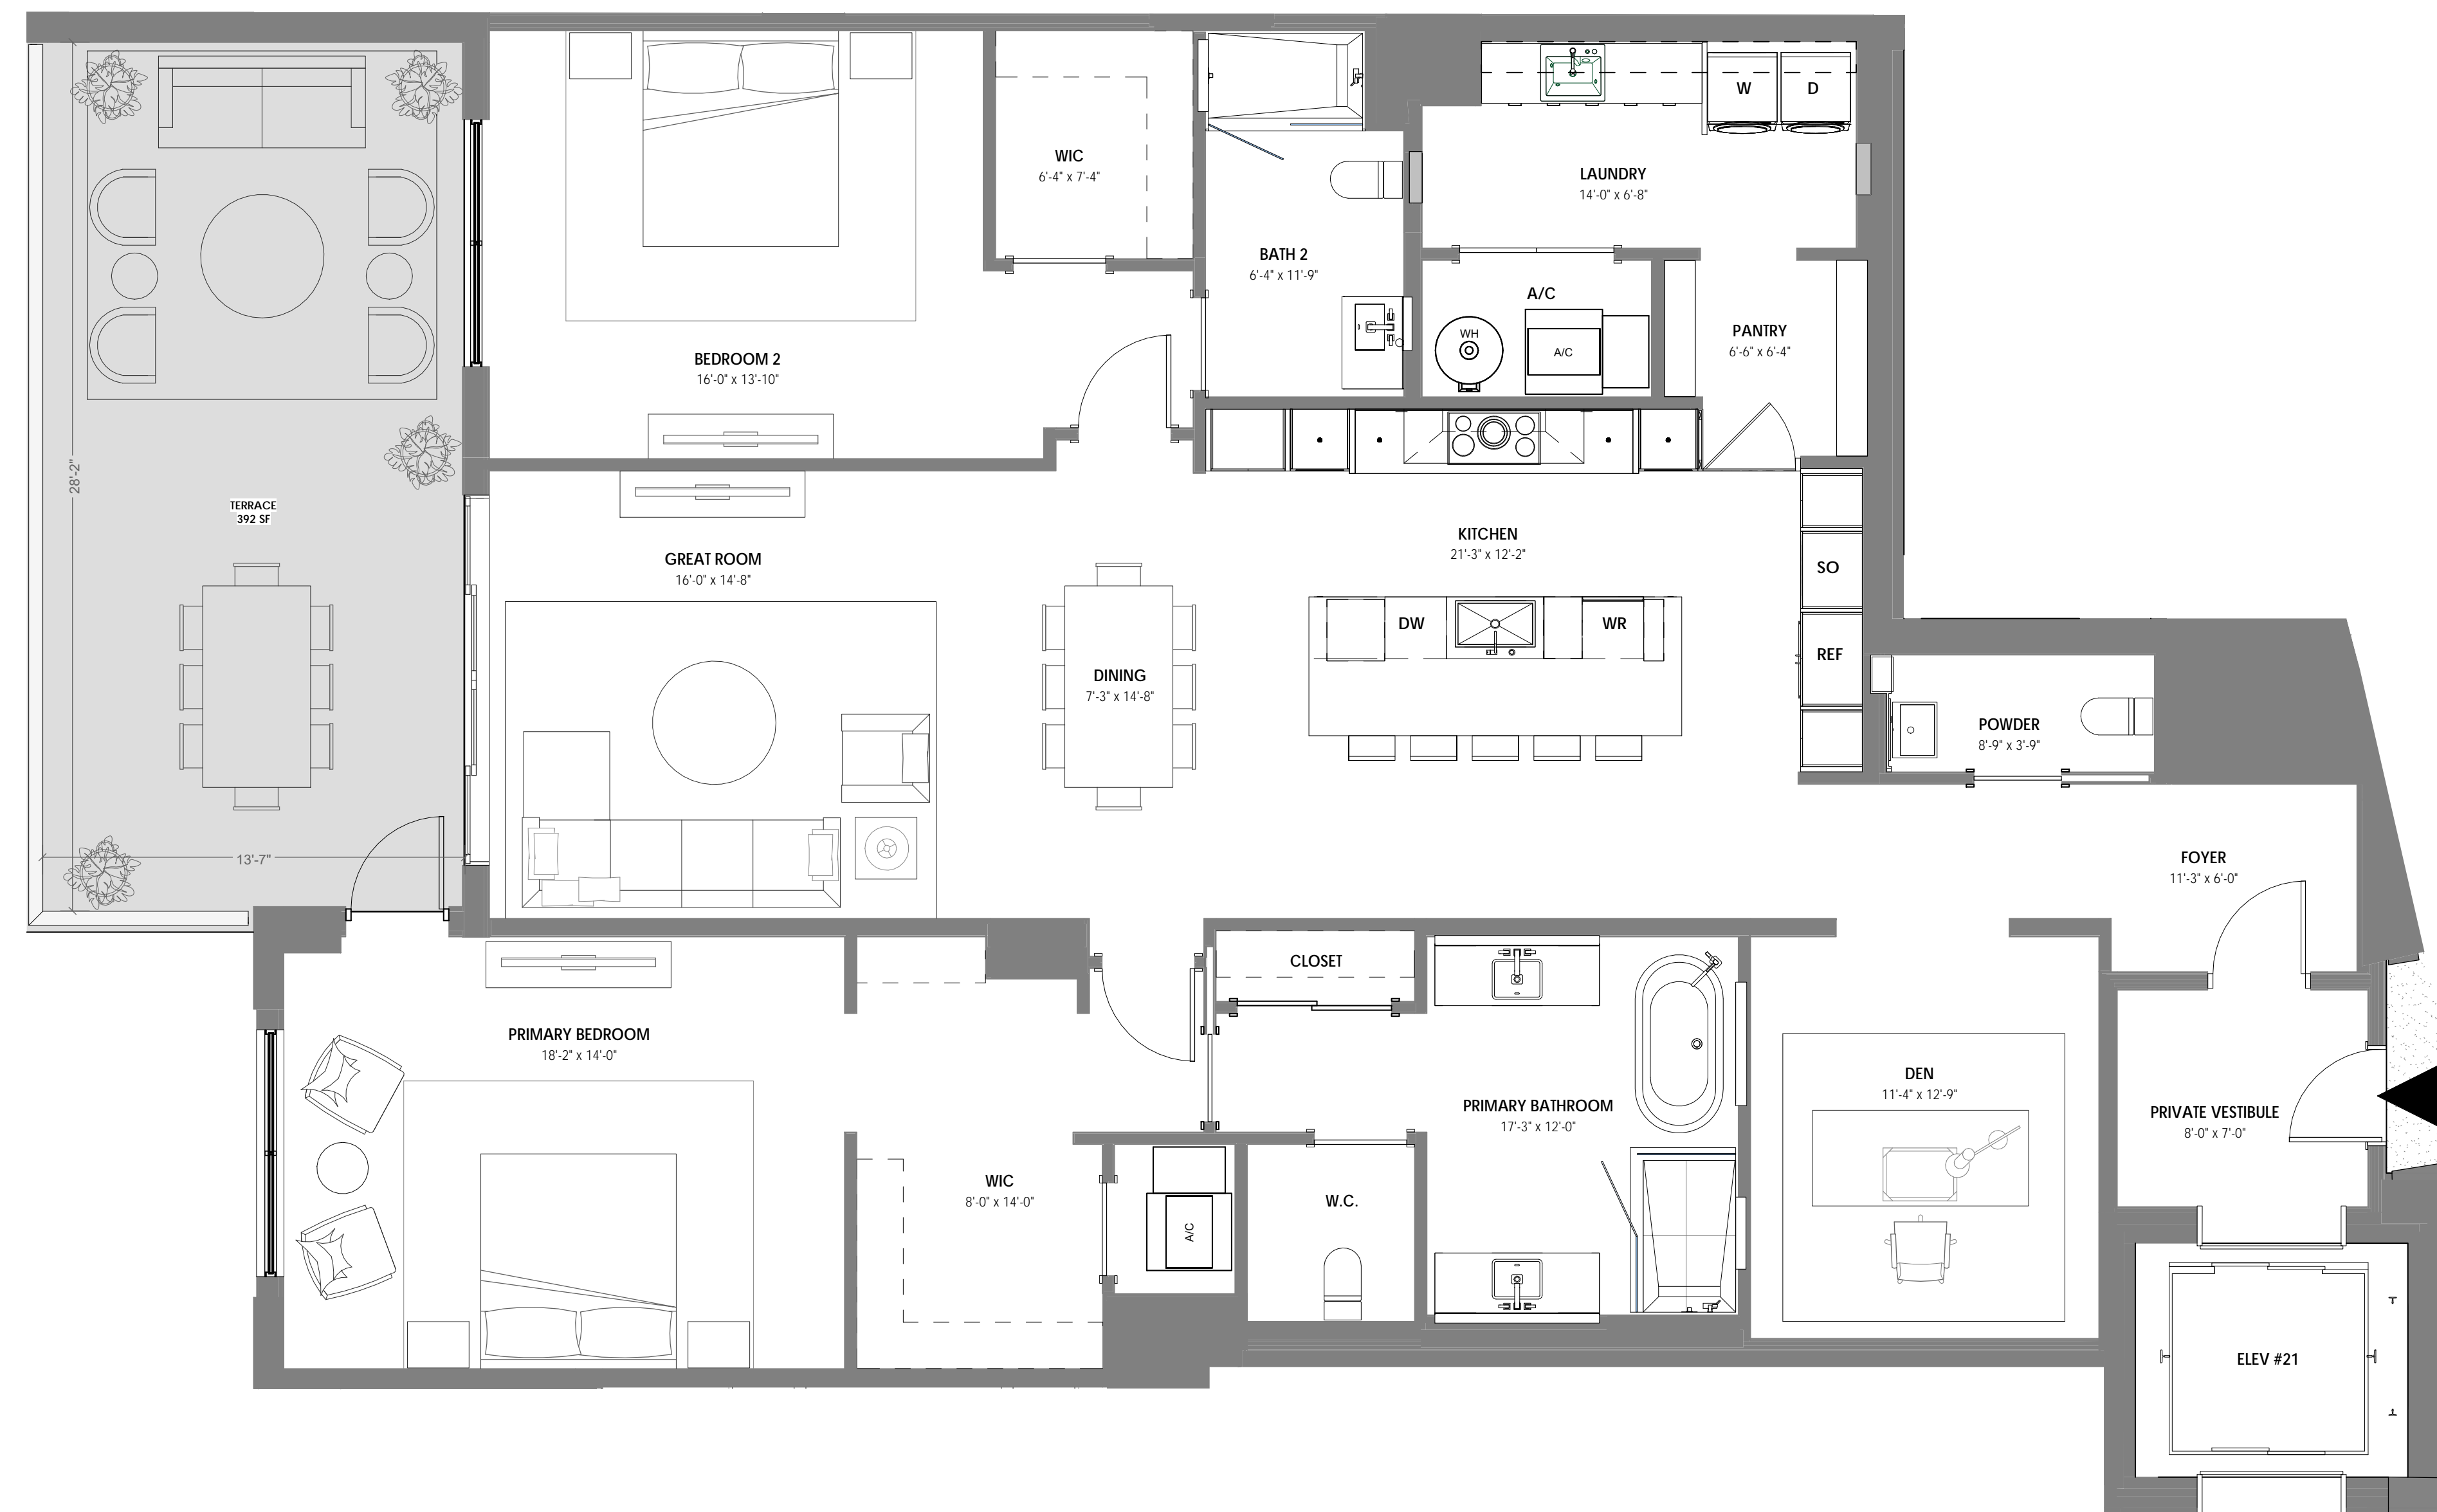 W
D
WIC
6'-4" x 7'-4"
LAUNDRY
14'-0" x 6'-8"
BATH 2
6'-4" x 11'-9"
A/C
WH
A/C
PANTRY
6'-6" x 6'-4"
BEDROOM 2
16'-0" x 13'-10"
28'-2"
TERRACE
392 SF
KITCHEN
21'-3" x 12'-2"
GREAT ROOM
16'-0" x 14'-8"
SO
DW
WR
REF
DINING
7'-3" x 14'-8"
POWDER
8'-9" x 3'-9"
13'-7"
FOYER
11'-3" x 6'-0"
CLOSET
PRIMARY BEDROOM
18'-2" x 14'-0"
DEN
11'-4" x 12'-9"
PRIMARY BATHROOM
17'-3" x 12'-0"
PRIVATE VESTIBULE
8'-0" x 7'-0"
WIC
8'-0" x 14'-0"
W.C.
A/C
ELEV #21